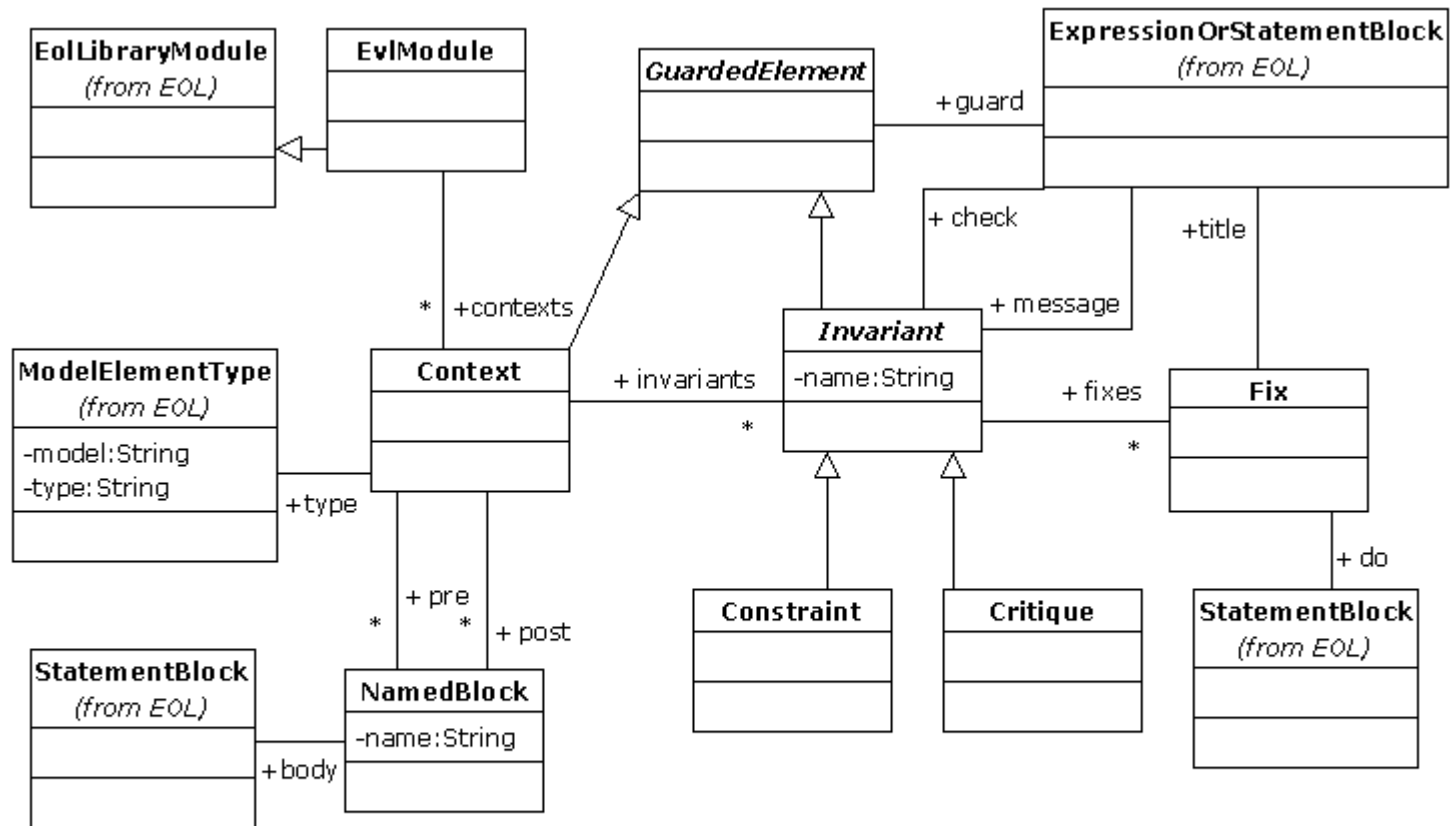 EolLibraryModule
(from EOL)
EvlModule
GuardedElement
ExpressionOrStatementBlock
(from EOL)
+guard
+ check
+title
+ message
*
+contexts
Invariant
-name:String
ModelElementType
(from EOL)
-model:String
-type:String
+type
Context
+ invariants
*
+ fixes
*
Fix
+ pre
*
*
+ post
+ do
Constraint
Critique
StatementBlock
(from EOL)
StatementBlock
(from EOL)
+body
NamedBlock
-name:String